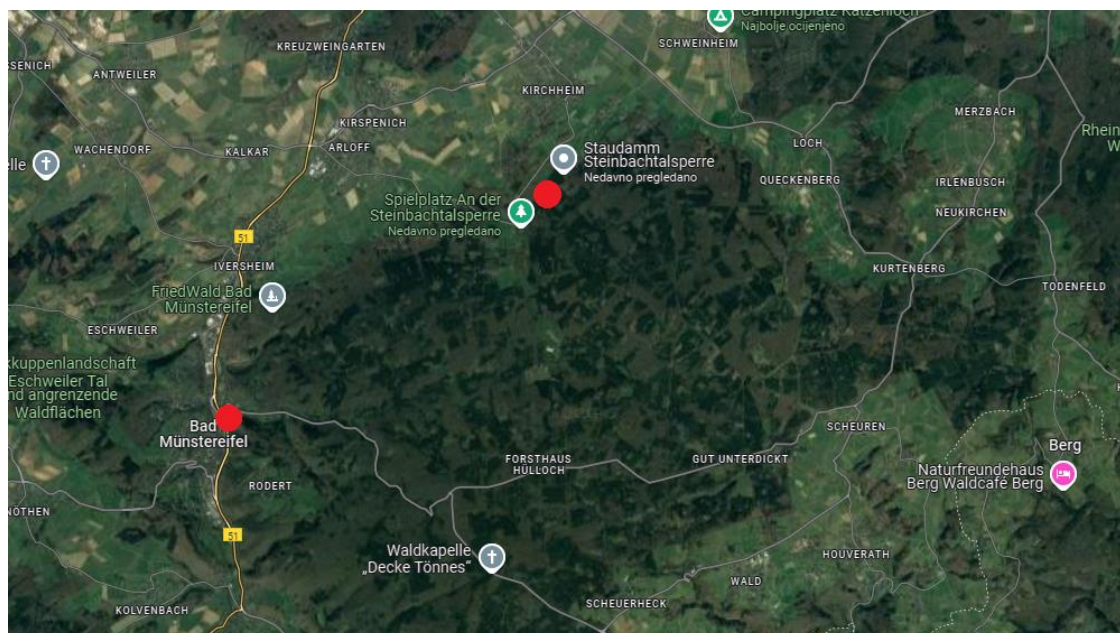 Campingplatz Katzenloch
Najbolje ocijenjeno
SCHWEINHEIM
KREUZWEINGARTEN
SSENICH
ANTWEILER
KIRCHHEIM
MERZBACH
KIRSPENICH
Rhein
W
WACHENDORF
KALKAR
ARLOFF
LOCH
elle
Staudamm
Steinbachtalsperre
Nedavno pregledano
QUECKENBERG
IRLENBUSCH
Spielplatz An der
Steinbachtalsperre
Nedavno pregledano
NEUKIRCHEN
51
IVERSHEIM
KURTENBERG
TODENFELD
FriedWald Bad
Münstereifel
ESCHWEILER
kkuppenlandschaft
Eschweiler Tal
nd angrenzende
Waldflächen
Bad
Münstereifel
SCHEUREN
Berg
FORSTHAUS
HÜLLOCH
GUT UNTERDICKT
Naturfreundehaus
Berg Waldcafé Berg
RODERT
NÖTHEN
51
Waldkapelle
„Decke Tönnes“
HOUVERATH
WALD
KOLVENBACH
SCHEUERHECK